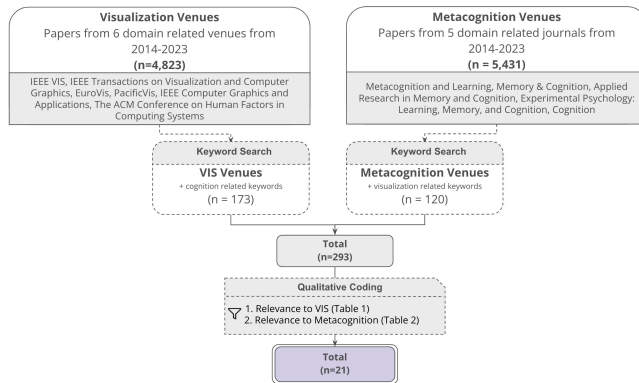 Visualization Venues
Papers from 6 domain related venues from
2014-2023
(n=4,823)
IEEE VIS, IEEE Transactions on Visualization and Computer
Graphics, EuroVis, PacificVis, IEEE Computer Graphics and
Applications, The ACM Conference on Human Factors in
Computing Systems
Metacognition Venues
Papers from 5 domain related journals from
2014-2023
(n = 5,431)
Metacognition and Learning, Memory & Cognition, Applied
Research in Memory and Cognition, Experimental Psychology:
Learning, Memory, and Cognition, Cognition
Keyword Search
VIS Venues
+ cognition related keywords
(n = 173)
Keyword Search
Metacognition Venues
+ visualization related keywords
(n = 120)
Total
(n=293)
Qualitative Coding
1. Relevance to VIS (Table 1)
2. Relevance to Metacognition (Table 2)
Total
(n=21)